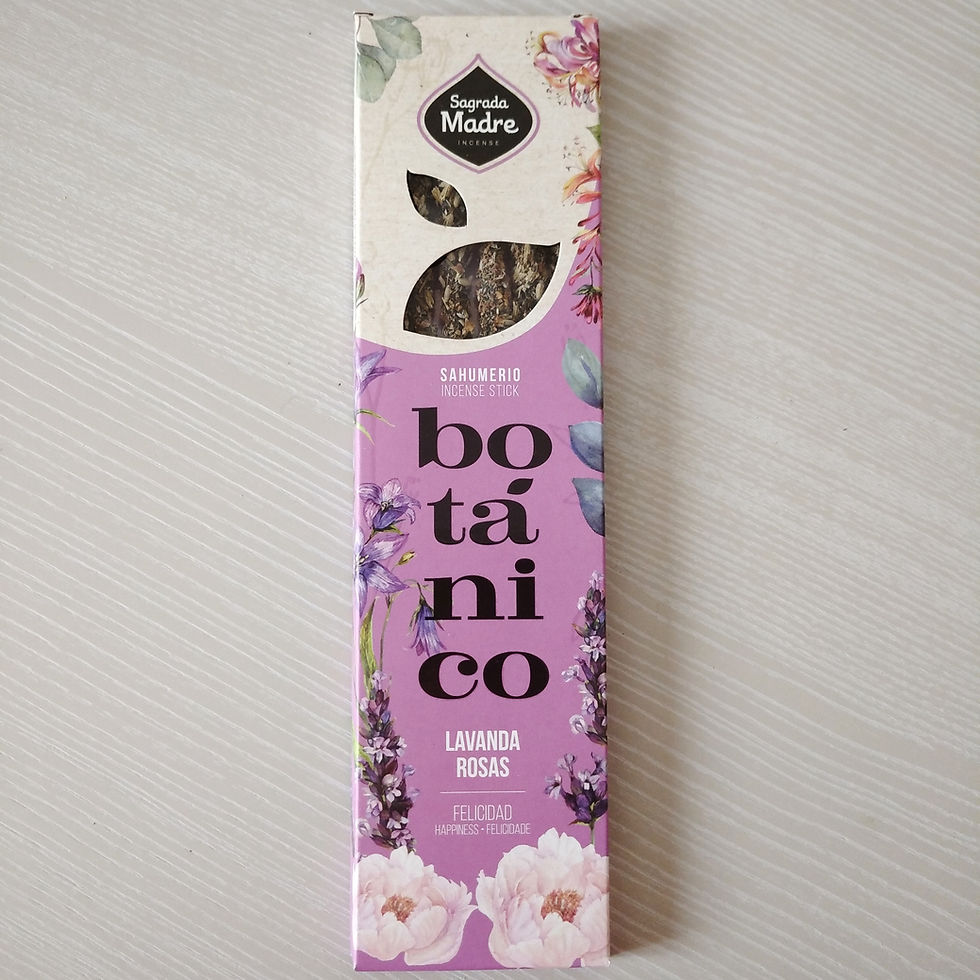 Sagrada
Madre
INCENSE
SAHUMERIO
INCENSE STICK
bo
tá
ni
co
LAVANDA
ROSAS
FELICIDAD
HAPPINESS - FELICIDADE